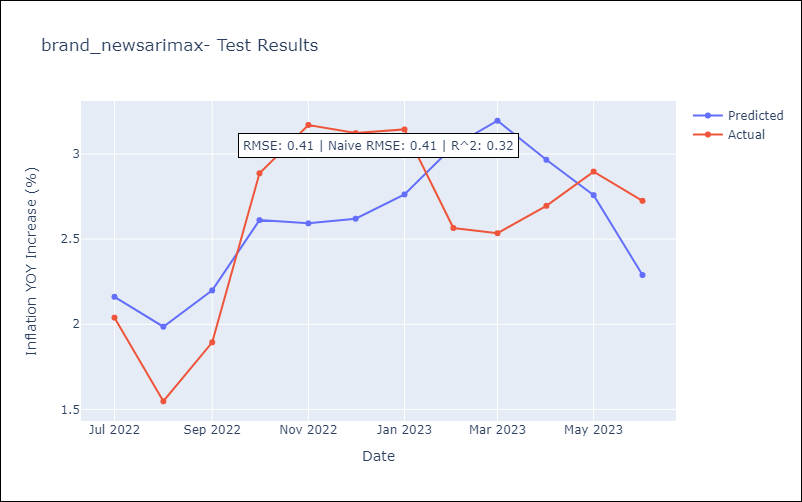 brand_newsarimax- Test Results
Predicted
Actual
RMSE: 0.41 | Naive RMSE: 0.41 | R^2: 0.32
Inflation YOY Increase (%)
3
2.5
2
1.5
Jul 2022
Sep 2022
Nov 2022
Jan 2023
Mar 2023
May 2023
Date